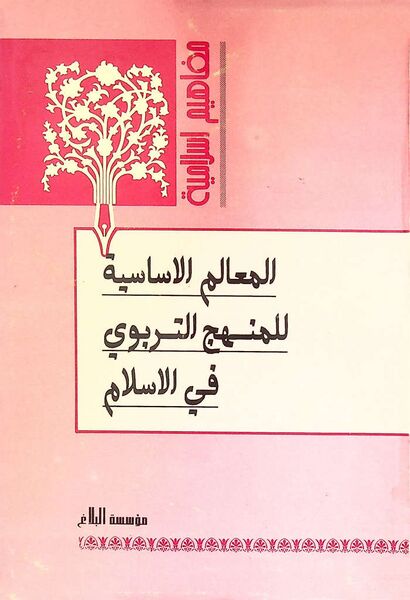 مفاهيم اسلامية
المعالم الاساسية
للمنهج التربوي
في الاسلام
مؤسسة البلاغ